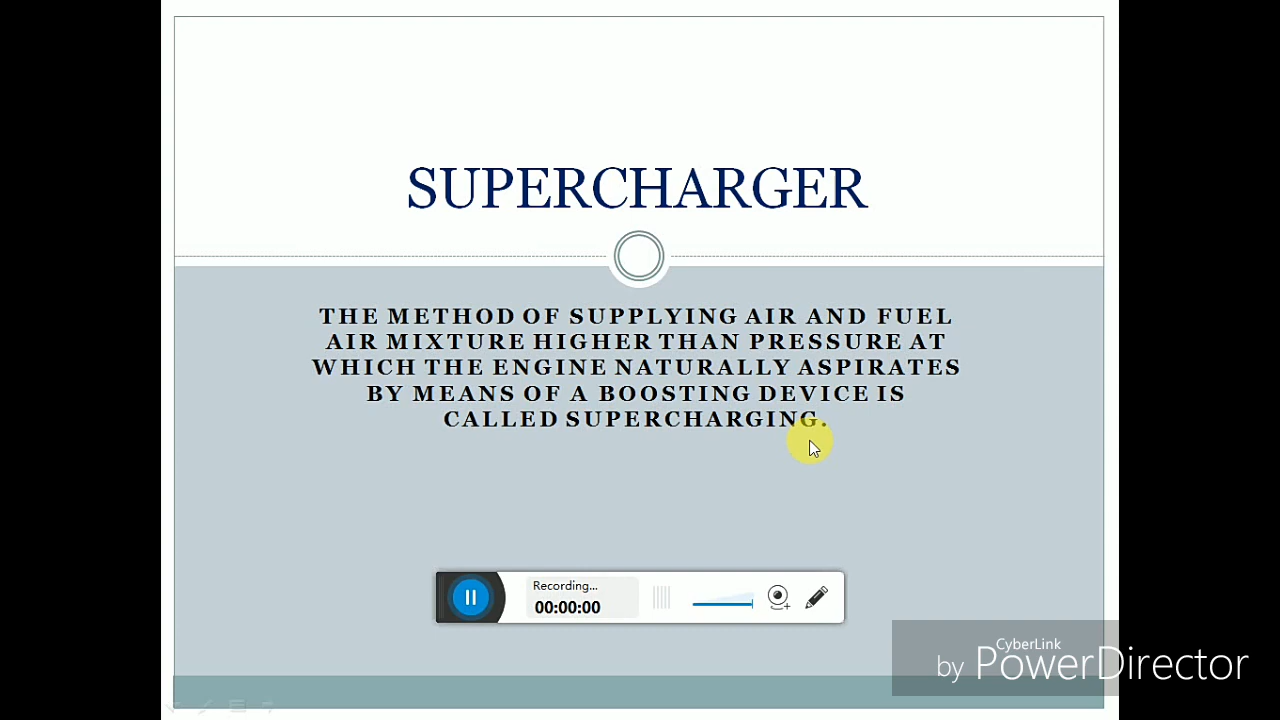 SUPERCHARGER
THE METHOD OF SUPPLYING AIR AND FUEL
AIR MIXTURE HIGHER THAN PRESSURE AT
WHICH THE ENGINE NATURALLY ASPIRATES
BY MEANS OF A BOOSTING DEVICE IS
CALLED SUPERCHARGING.
Recording...
00:00:00
CyberLink
by PowerDirector